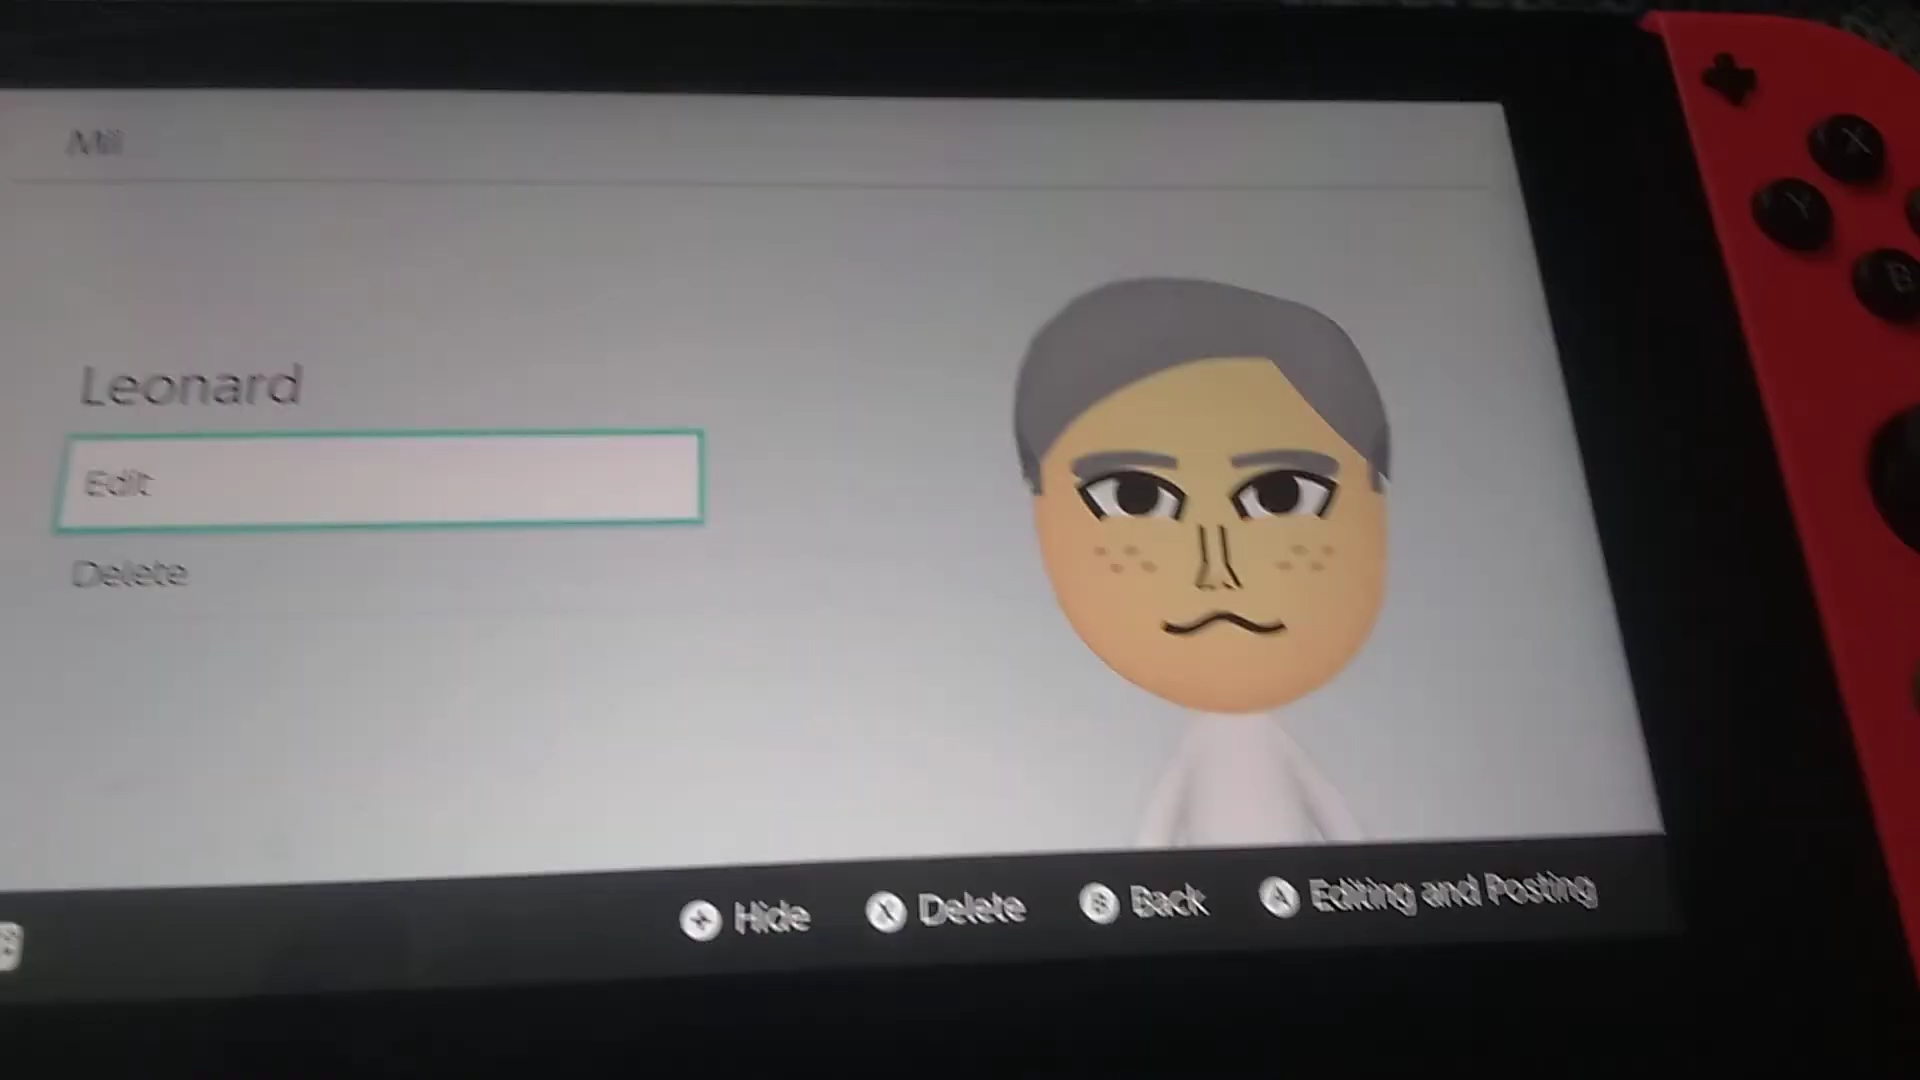 Mii
Leonard
Edit
Delete
+ Hide X Delete B Back A Editing and Posting
X
Y
B